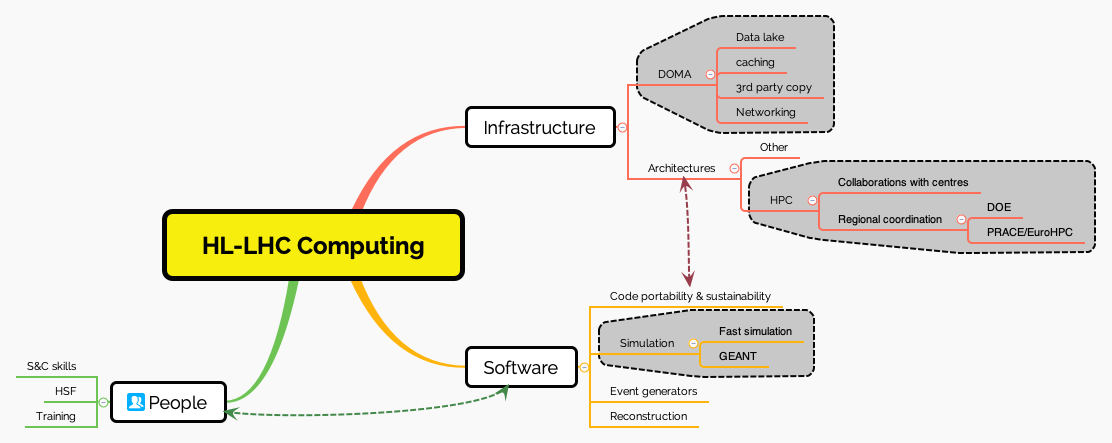 HL-LHC Computing
Infrastructure
DOMA
Data lake
caching
3rd party copy
Networking
Architectures
Other
HPC
Collaborations with centres
Regional coordination
DOE
PRACE/EuroHPC
Software
Code portability & sustainability
Simulation
Fast simulation
GEANT
Event generators
Reconstruction
People
S&C skills
HSF
Training